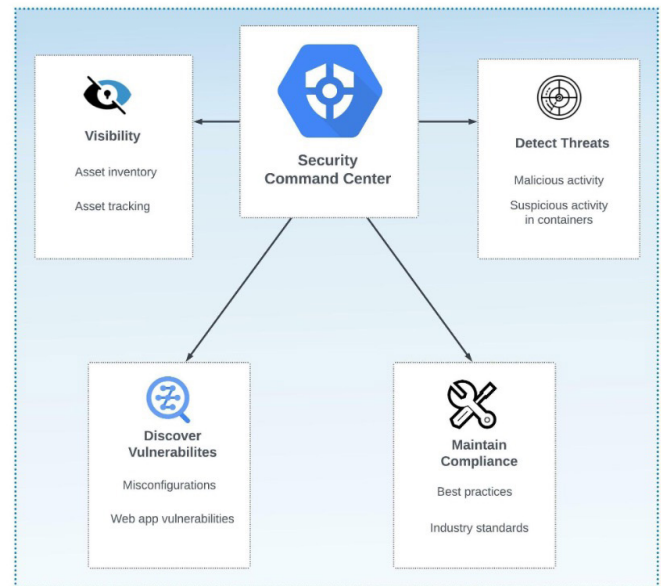 Security
Command Center
Visibility
Asset inventory
Asset tracking
Detect Threats
Malicious activity
Suspicious activity
in containers
Discover
Vulnerabilites
Misconfigurations
Web app vulnerabilities
Maintain
Compliance
Best practices
Industry standards